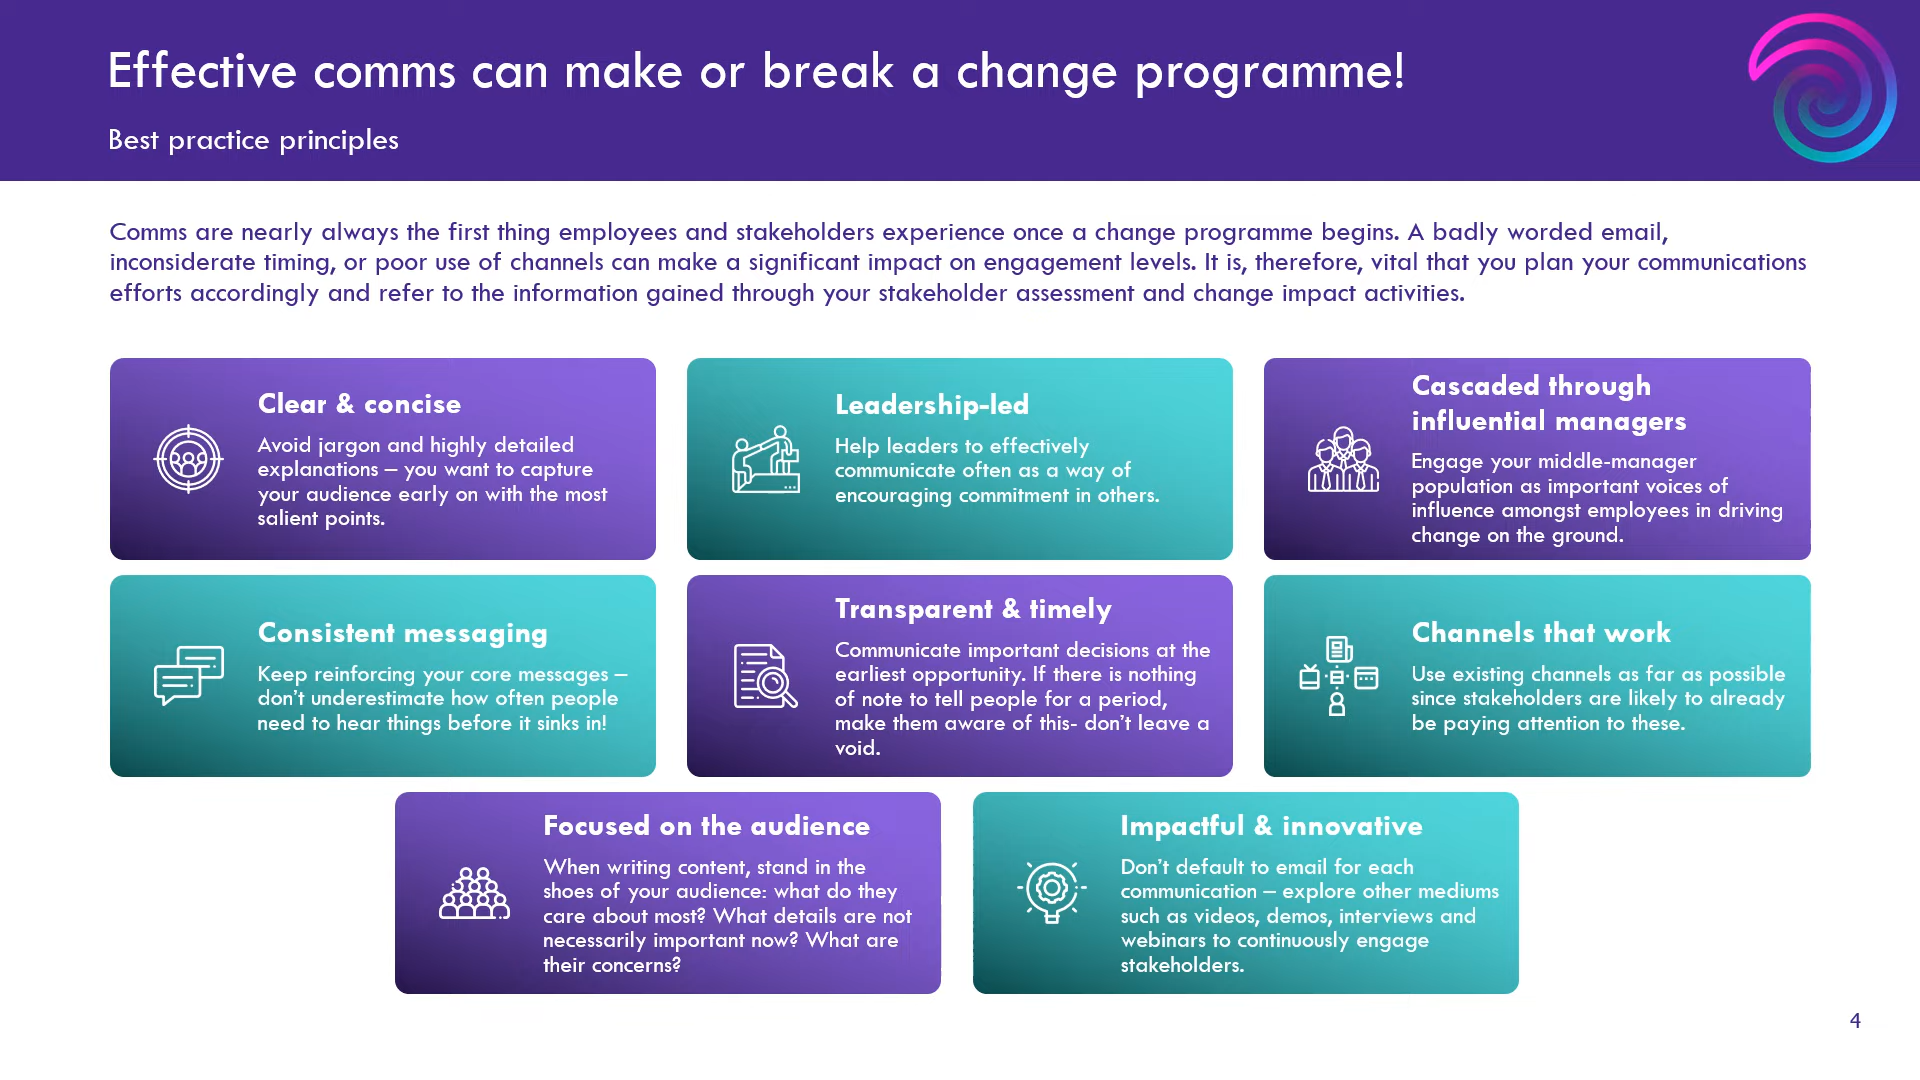 Effective comms can make or break a change programme!
Best practice principles
Comms are nearly always the first thing employees and stakeholders experience once a change programme begins. A badly worded email,
inconsiderate timing, or poor use of channels can make a significant impact on engagement levels. It is, therefore, vital that you plan your communications
efforts accordingly and refer to the information gained through your stakeholder assessment and change impact activities.
Clear & concise
Avoid jargon and highly detailed
explanations – you want to capture
your audience early on with the most
salient points.
Leadership-led
Help leaders to effectively
communicate often as a way of
encouraging commitment in others.
Cascaded through
influential managers
Engage your middle-manager
population as important voices of
influence amongst employees in driving
change on the ground.
Consistent messaging
Keep reinforcing your core messages –
don’t underestimate how often people
need to hear things before it sinks in!
Transparent & timely
Communicate important decisions at the
earliest opportunity. If there is nothing
of note to tell people for a period,
make them aware of this- don’t leave a
void.
Channels that work
Use existing channels as far as possible
since stakeholders are likely to already
be paying attention to these.
Focused on the audience
When writing content, stand in the
shoes of your audience: what do they
care about most? What details are not
necessarily important now? What are
their concerns?
Impactful & innovative
Don’t default to email for each
communication – explore other mediums
such as videos, demos, interviews and
webinars to continuously engage
stakeholders.
4